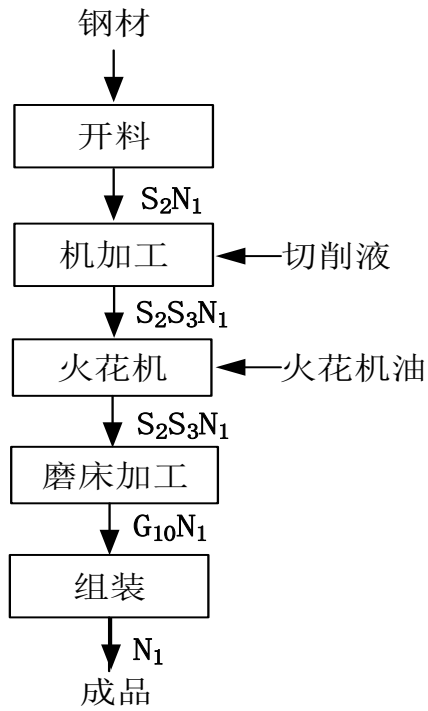 钢材
开料
S₂N₁
机加工
切削液
S₂S₃N₁
火花机
火花机油
S₂S₃N₁
磨床加工
G₁₀N₁
组装
N₁
成品